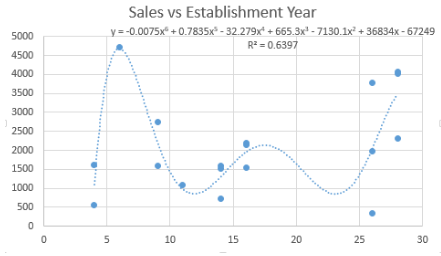 Sales vs Establishment Year
y = -0.0075x⁶ + 0.7835x⁵ - 32.279x⁴ + 665.3x³ - 7130.1x² + 36834x - 67249
R² = 0.6397
5000
4500
4000
3500
3000
2500
2000
1500
1000
500
0
0 5 10 15 20 25 30